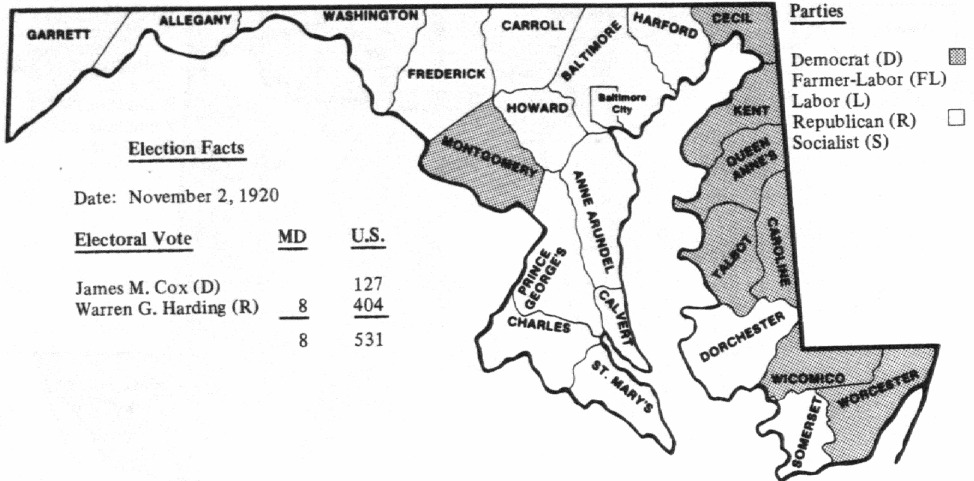 GARRETT
ALLEGANY
WASHINGTON
FREDERICK
CARROLL
BALTIMORE
HARFORD
CECIL
HOWARD
Baltimore
City
MONTGOMERY
KENT
QUEEN
ANNE'S
ANNE ARUNDEL
PRINCE
GEORGE'S
CALVERT
CHARLES
ST. MARY'S
TALBOT
CAROLINE
DORCHESTER
WICOMICO
WORCESTER
SOMERSET
Parties
Democrat (D)
Farmer-Labor (FL)
Labor (L)
Republican (R)
Socialist (S)
Election Facts
Date: November 2, 1920
Electoral Vote MD U.S.
James M. Cox (D) 127
Warren G. Harding (R) 8 404
8 531